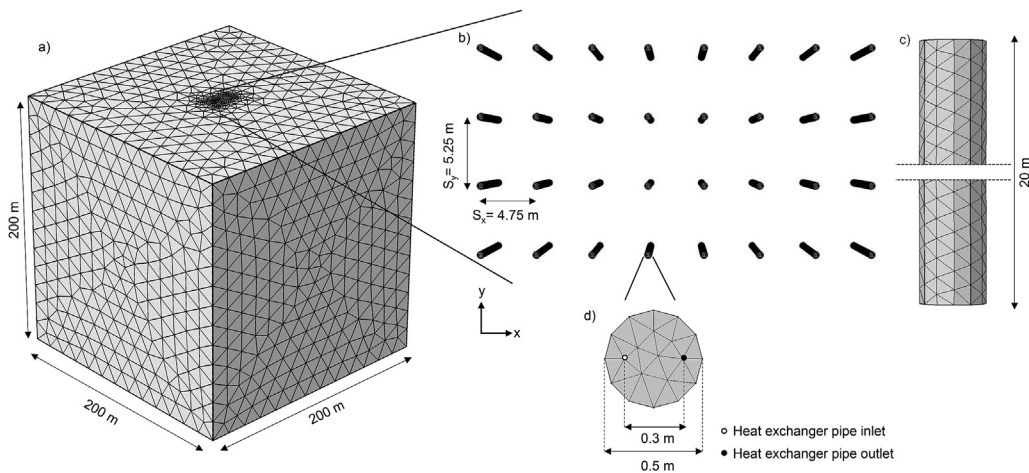 a)
200 m
200 m
200 m
b)
S_y = 5.25 m
S_x= 4.75 m
y
x
c)
20 m
d)
0.3 m
0.5 m
Heat exchanger pipe inlet
Heat exchanger pipe outlet